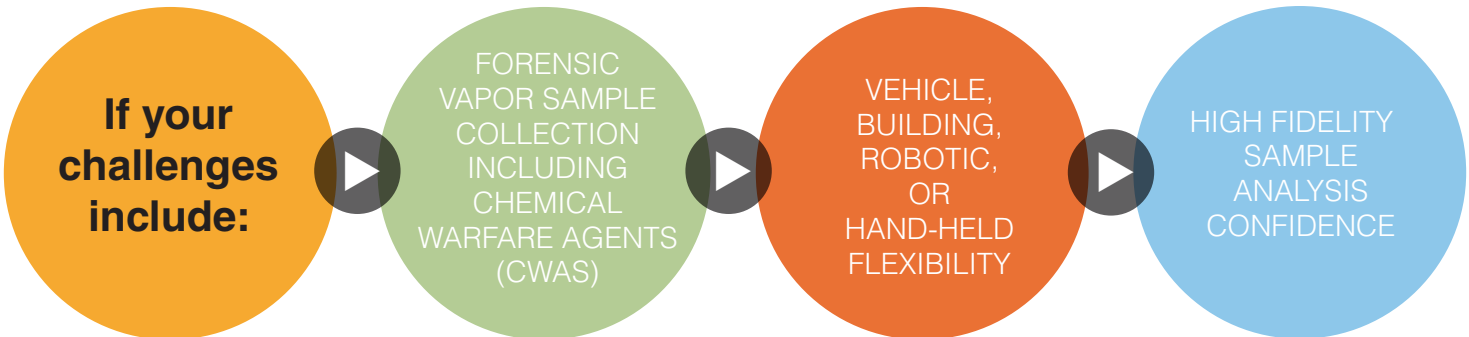 If your
challenges
include:
FORENSIC
VAPOR SAMPLE
COLLECTION
INCLUDING
CHEMICAL
WARFARE AGENTS
(CWAS)
VEHICLE,
BUILDING,
ROBOTIC,
OR
HAND-HELD
FLEXIBILITY
HIGH FIDELITY
SAMPLE
ANALYSIS
CONFIDENCE